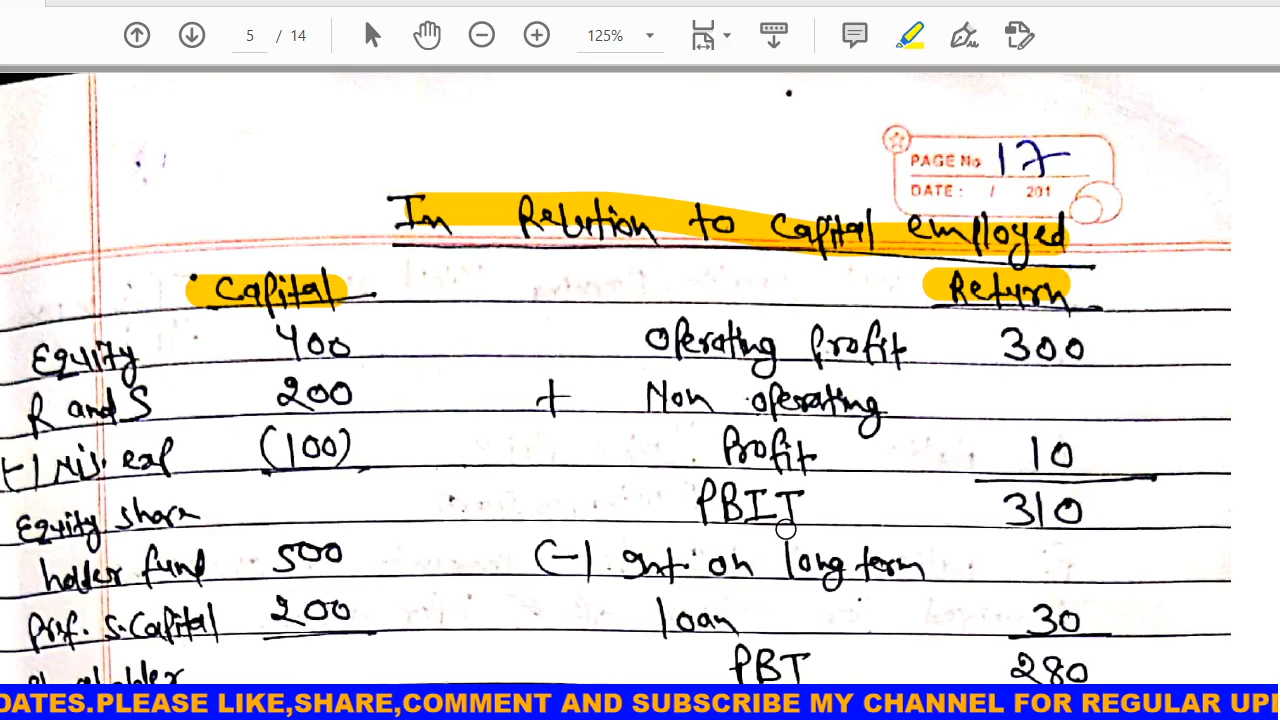 5 / 14
125%
PAGE No 17
DATE : / 201
In Relation to Capital employed
Capital Return
Equity 400 Operating Profit 300
R and S 200 + Non operating
(-) Mis. exp (100) Profit 10
Equity share PBIT 310
holder fund 500 (-) Int. on long term
Pref. S. Capital 200 loan 30
PBT 280
DATES.PLEASE LIKE,SHARE,COMMENT AND SUBSCRIBE MY CHANNEL FOR REGULAR UP